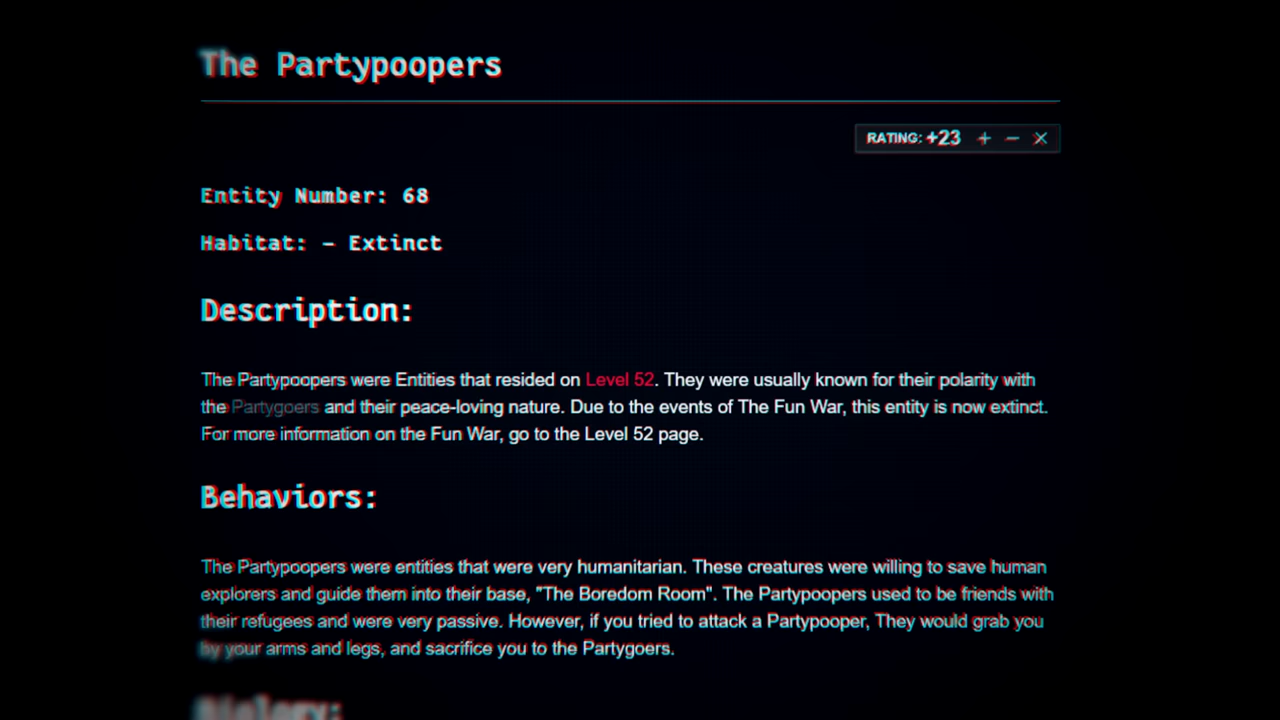 The Partypoopers
RATING: +23 + – ×
Entity Number: 68
Habitat: - Extinct
Description:
The Partypoopers were Entities that resided on Level 52. They were usually known for their polarity with
the Partygoers and their peace-loving nature. Due to the events of The Fun War, this entity is now extinct.
For more information on the Fun War, go to the Level 52 page.
Behaviors:
The Partypoopers were entities that were very humanitarian. These creatures were willing to save human
explorers and guide them into their base, "The Boredom Room". The Partypoopers used to be friends with
their refugees and were very passive. However, if you tried to attack a Partypooper, They would grab you
by your arms and legs, and sacrifice you to the Partygoers.
Biology: